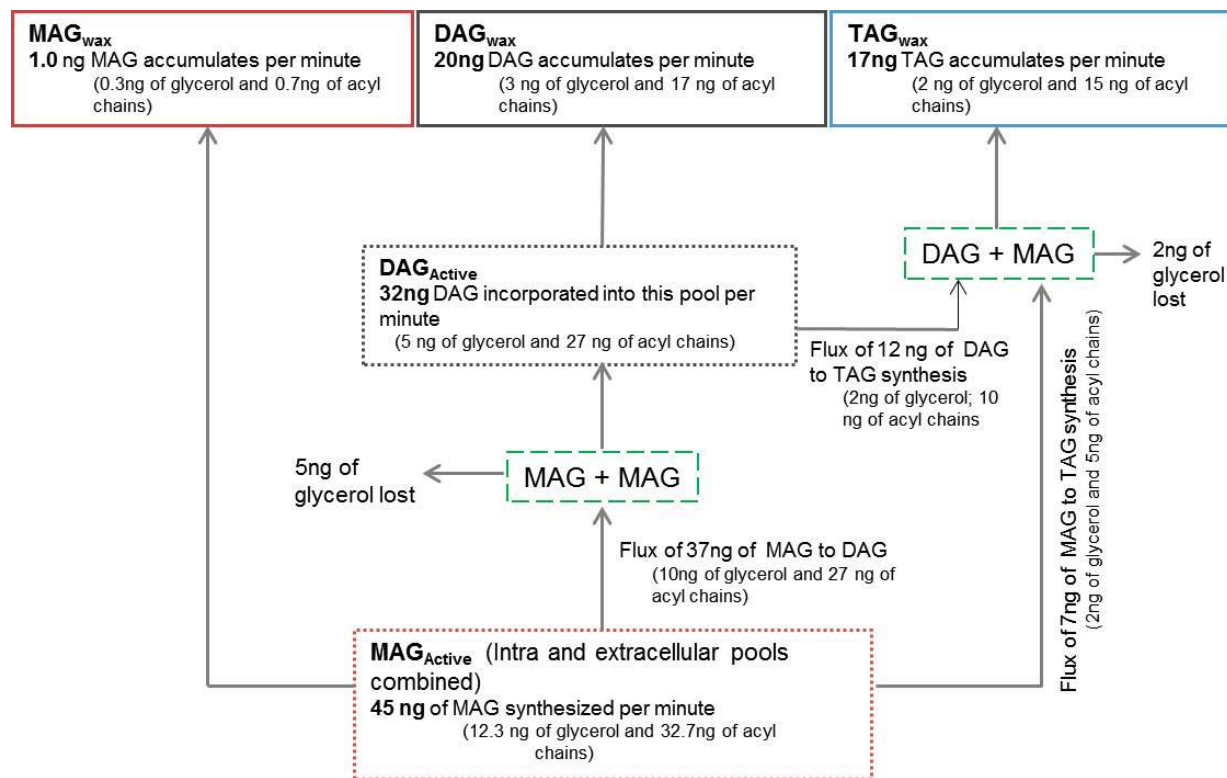 MAGwax
1.0 ng MAG accumulates per minute
(0.3ng of glycerol and 0.7ng of acyl
chains)
DAGwax
20ng DAG accumulates per minute
(3 ng of glycerol and 17 ng of acyl
chains)
TAGwax
17ng TAG accumulates per minute
(2 ng of glycerol and 15 ng of acyl
chains)
DAG + MAG
2ng of
glycerol
lost
DAGActive
32ng DAG incorporated into this pool per
minute
(5 ng of glycerol and 27 ng of acyl chains)
Flux of 12 ng of DAG
to TAG synthesis
(2ng of glycerol; 10
ng of acyl chains
Flux of 7ng of MAG to TAG synthesis
(2ng of glycerol and 5ng of acyl chains)
5ng of
glycerol lost
MAG + MAG
Flux of 37ng of MAG to DAG
(10ng of glycerol and 27 ng of
acyl chains)
MAGActive (Intra and extracellular pools
combined)
45 ng of MAG synthesized per minute
(12.3 ng of glycerol and 32.7ng of acyl
chains)